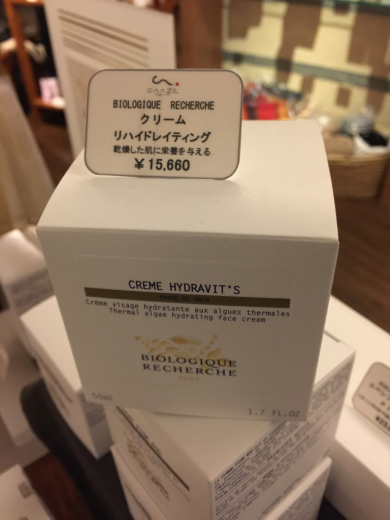 BIOLOGIQUE RECHERCHE
クリーム
リハイドレイティング
乾燥した肌に栄養を与える
¥15,660
CREME HYDRAVIT'S
Crème visage hydratante aux algues thermales
Thermal algae hydrating face cream
BIOLOGIQUE
RECHERCHE
PARIS
50ml
1.7 FL.OZ